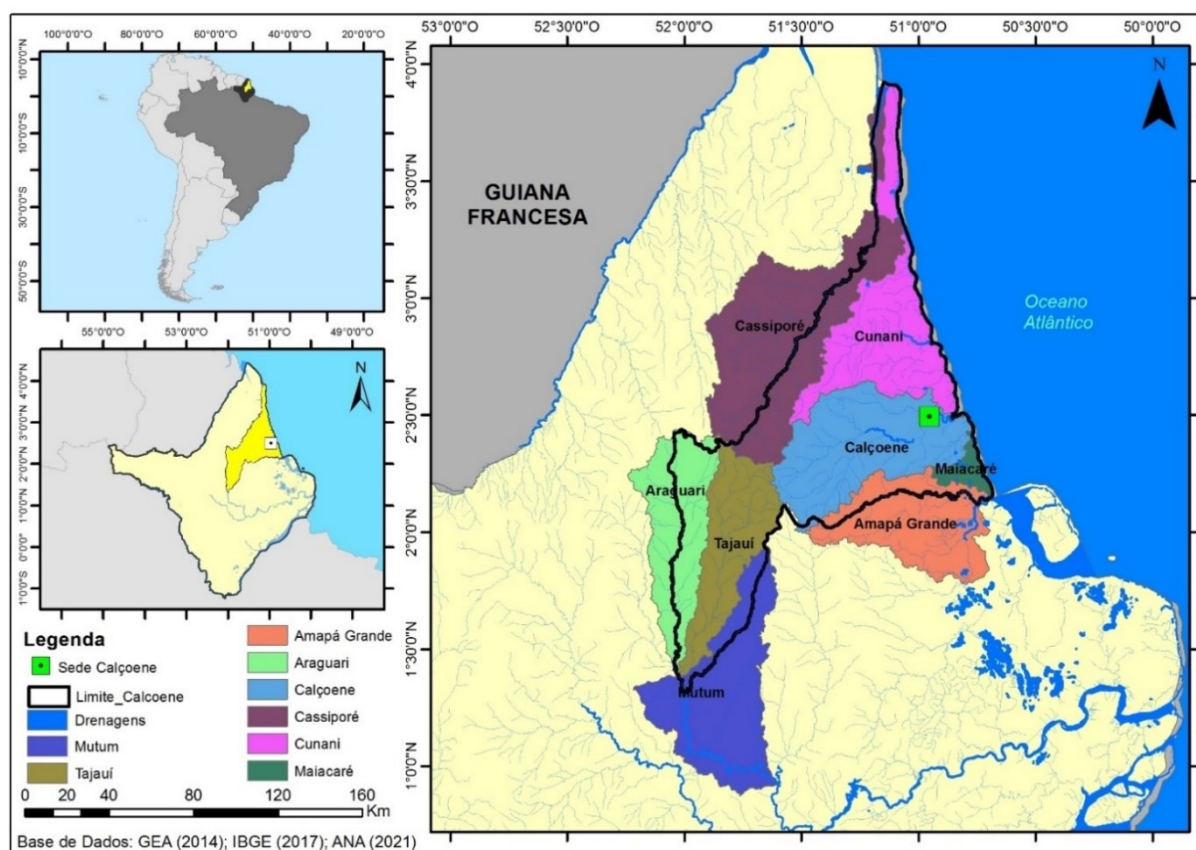 100°0'0"O 80°0'0"O 60°0'0"O 40°0'0"O 20°0'0"O
10°0'0"N
0°0'0"S
10°0'0"S
30°0'0"S
50°0'0"S
55°0'0"O 53°0'0"O 51°0'0"O 49°0'0"O
N
4°0'0"N
3°0'0"N
2°0'0"N
1°0'0"N
0°0'0"
1°0'0"S
Legenda
Sede Calçoene
Limite_Calcoene
Drenagens
Mutum
Tajauí
Amapá Grande
Araguari
Calçoene
Cassiporé
Cunani
Maiacaré
0 20 40 80 120 160
Km
Base de Dados: GEA (2014); IBGE (2017); ANA (2021)
53°0'0"O 52°30'0"O 52°0'0"O 51°30'0"O 51°0'0"O 50°30'0"O 50°0'0"O
4°0'0"N
3°30'0"N
3°0'0"N
2°30'0"N
2°0'0"N
1°30'0"N
1°0'0"N
N
GUIANA
FRANCESA
Oceano
Atlântico
Cassiporé
Cunani
Calçoene
Maiacaré
Araguari
Amapá Grande
Tajauí
Mutum